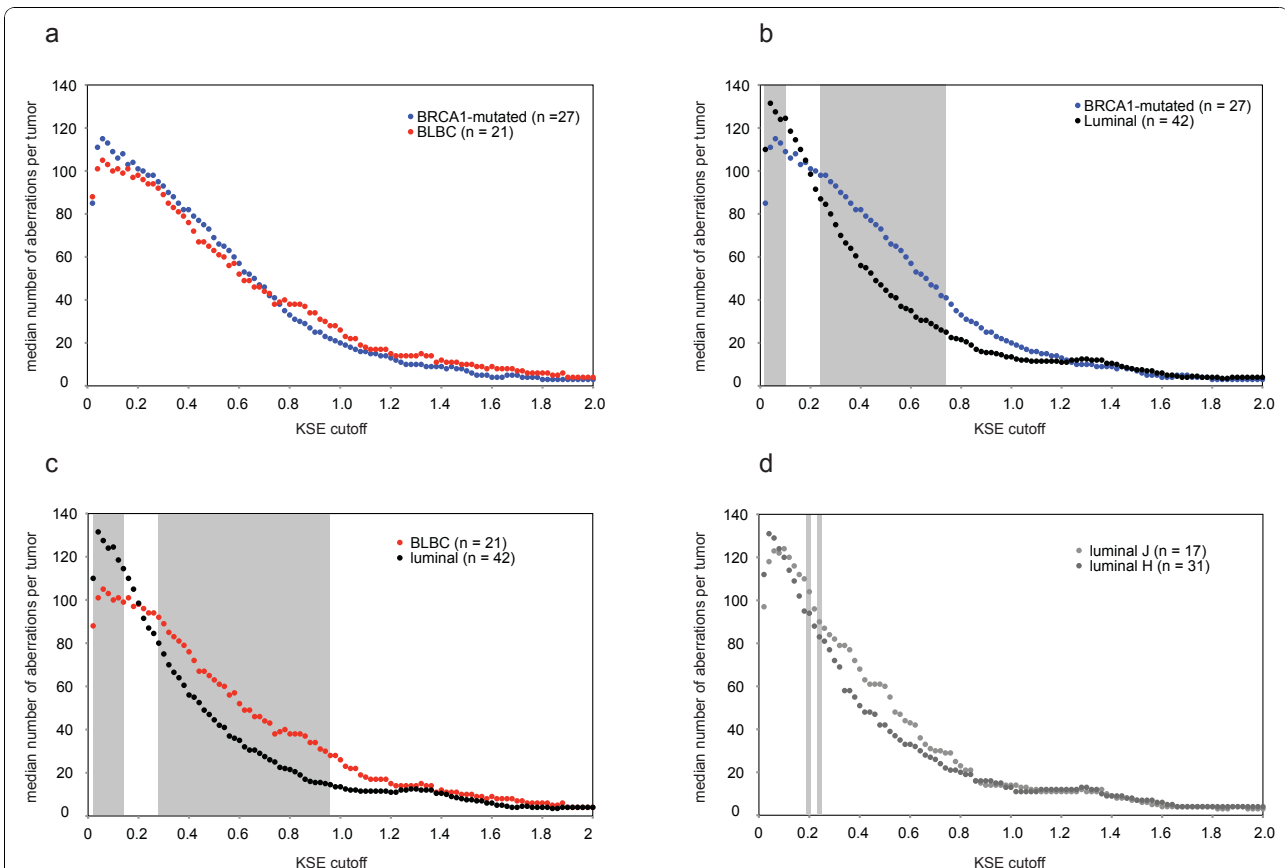 a
median number of aberrations per tumor
140
120
100
80
60
40
20
0
BRCA1-mutated (n =27)
BLBC (n = 21)
0 0.2 0.4 0.6 0.8 1.0 1.2 1.4 1.6 1.8 2.0
KSE cutoff
b
median number of aberrations per tumor
140
120
100
80
60
40
20
0
BRCA1-mutated (n = 27)
Luminal (n = 42)
0 0.2 0.4 0.6 0.8 1.0 1.2 1.4 1.6 1.8 2.0
KSE cutoff
c
median number of aberrations per tumor
140
120
100
80
60
40
20
0
BLBC (n = 21)
luminal (n = 42)
0 0.2 0.4 0.6 0.8 1.0 1.2 1.4 1.6 1.8 2
KSE cutoff
d
median number of aberrations per tumor
140
120
100
80
60
40
20
0
luminal J (n = 17)
luminal H (n = 31)
0 0.2 0.4 0.6 0.8 1.0 1.2 1.4 1.6 1.8 2.0
KSE cutoff